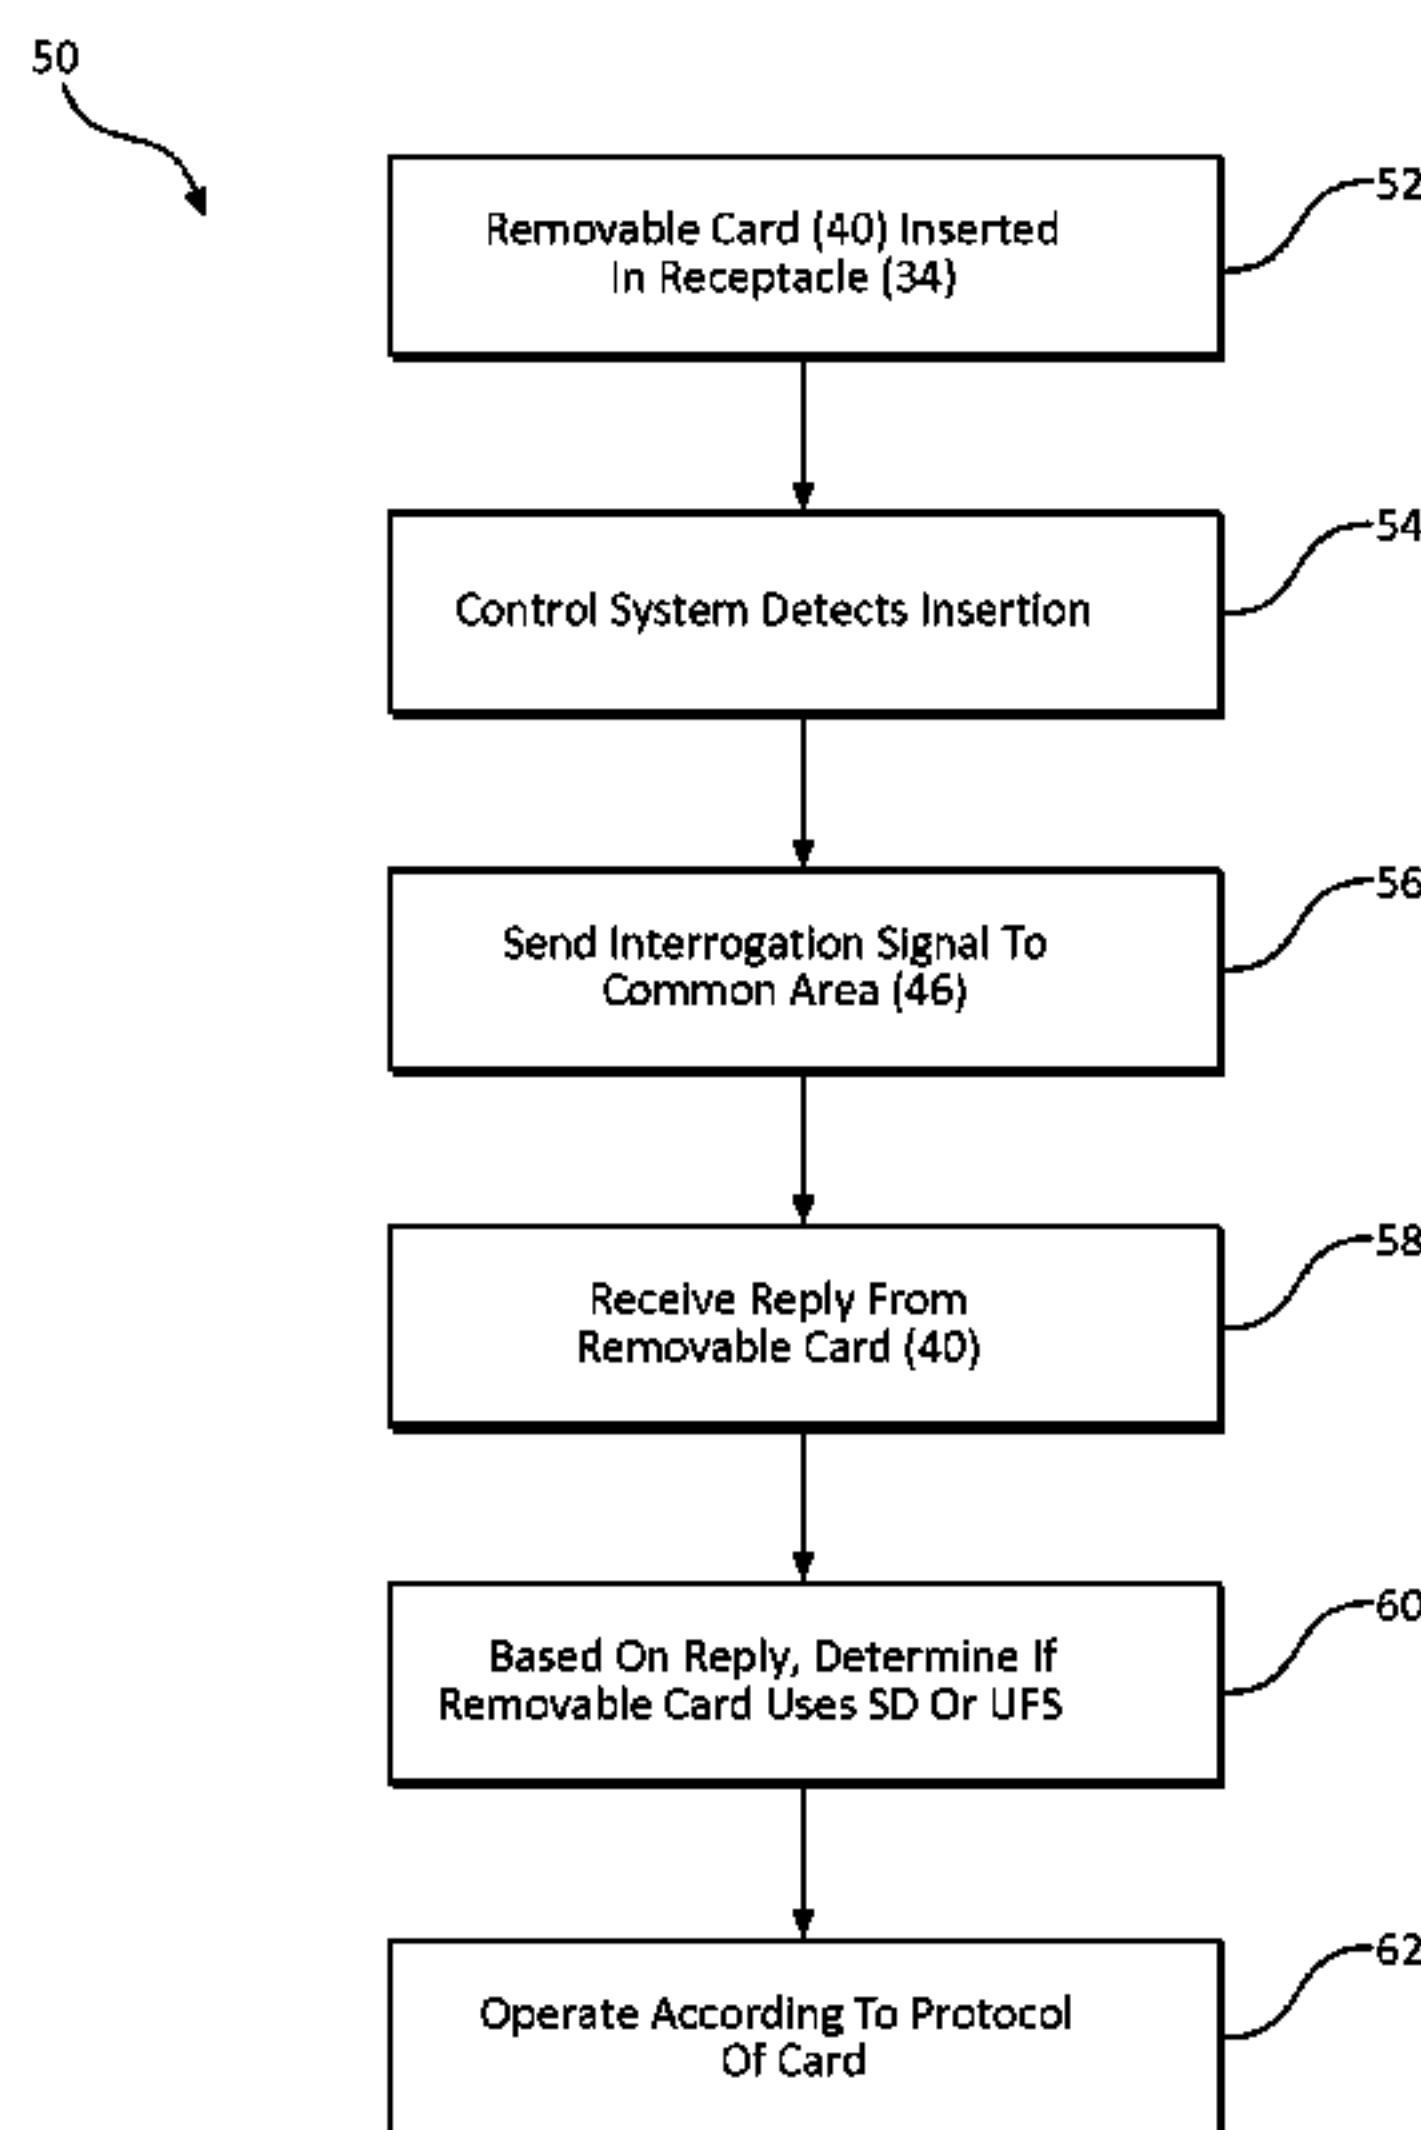 50
Removable Card (40) Inserted
In Receptacle (34)
52
Control System Detects Insertion
54
Send Interrogation Signal To
Common Area (46)
56
Receive Reply From
Removable Card (40)
58
Based On Reply, Determine If
Removable Card Uses SD Or UFS
60
Operate According To Protocol
Of Card
62